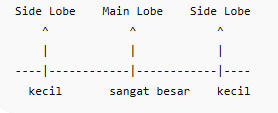 Side Lobe Main Lobe Side Lobe
^ ^ ^
| | |
----|-----------|-----------|----
kecil sangat besar kecil